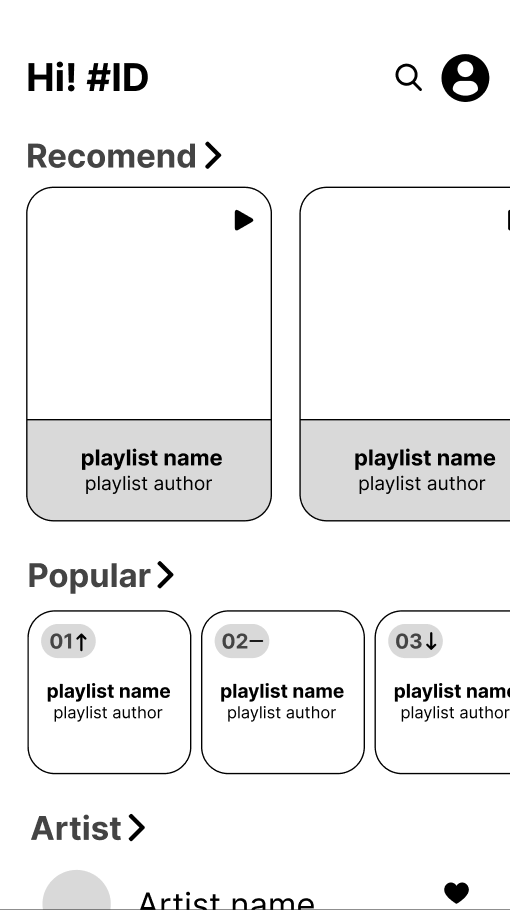 Hi! #ID
Recomend
playlist name
playlist author
playlist name
playlist author
Popular
01↑
playlist name
playlist author
02—
playlist name
playlist author
03↓
playlist name
playlist author
Artist
Artist name